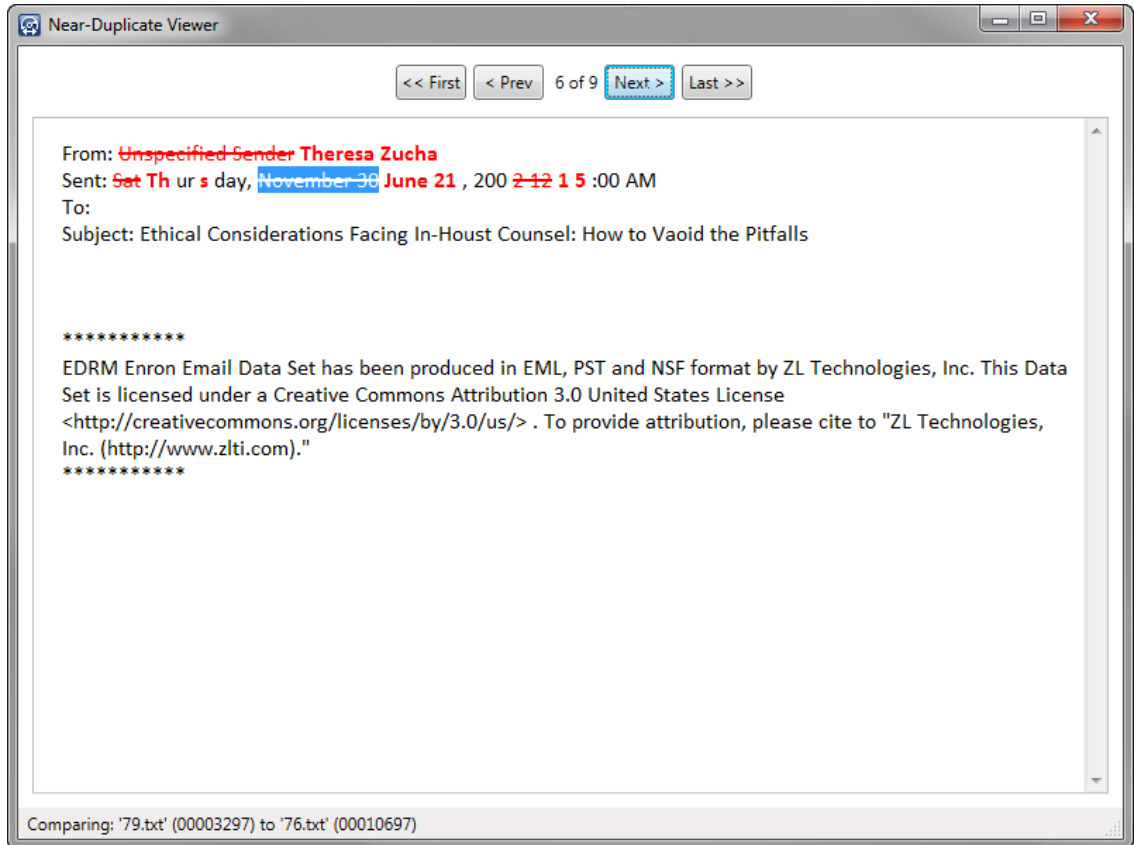 Near-Duplicate Viewer
<< First < Prev 6 of 9 Next > Last >>
From: Unspecified Sender Theresa Zucha
Sent: Sat Th ur s day, November 30 June 21 , 200 2 12 1 5 :00 AM
To:
Subject: Ethical Considerations Facing In-Houst Counsel: How to Vaoid the Pitfalls
***********
EDRM Enron Email Data Set has been produced in EML, PST and NSF format by ZL Technologies, Inc. This Data
Set is licensed under a Creative Commons Attribution 3.0 United States License
<http://creativecommons.org/licenses/by/3.0/us/> . To provide attribution, please cite to "ZL Technologies,
Inc. (http://www.zlti.com)."
***********
Comparing: '79.txt' (00003297) to '76.txt' (00010697)